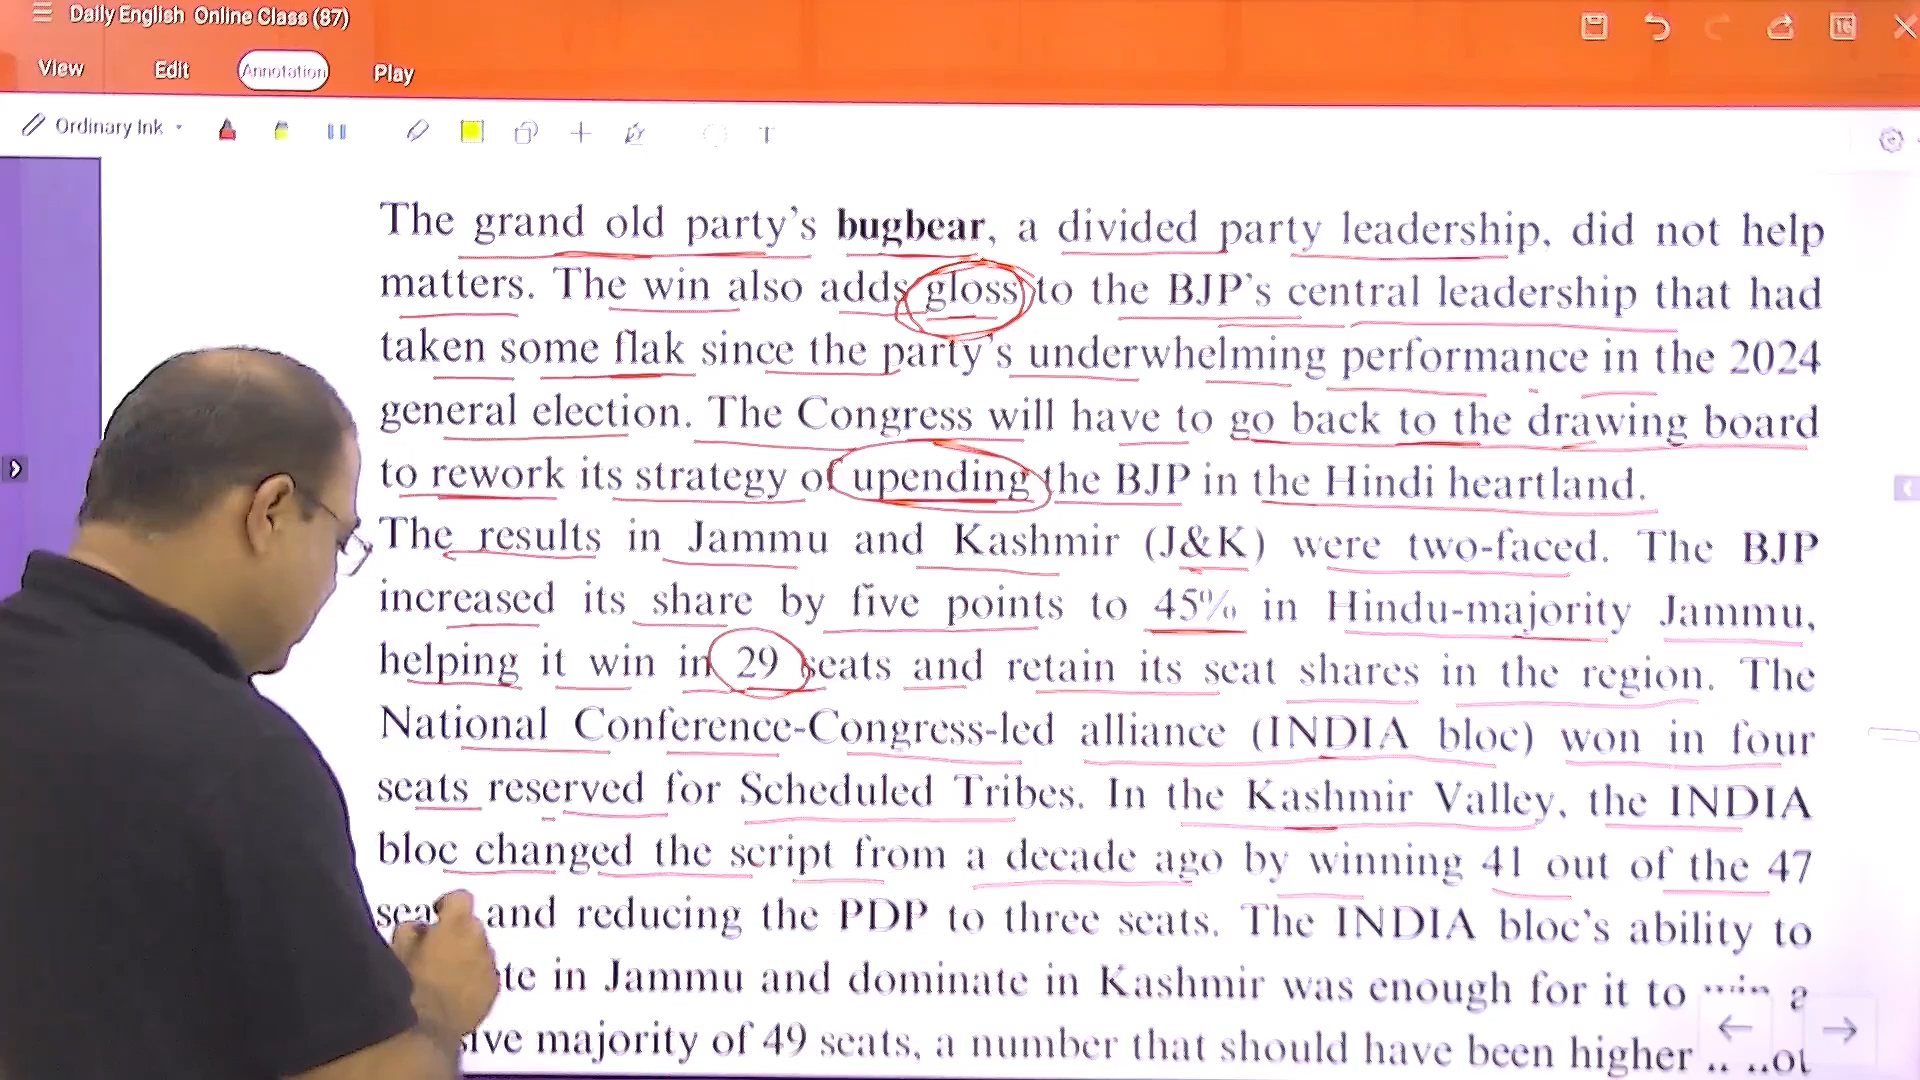 Daily English Online Class (87)
View Edit Annotation Play
Ordinary Ink
The grand old party's bugbear, a divided party leadership, did not help
matters. The win also adds gloss to the BJP's central leadership that had
taken some flak since the party's underwhelming performance in the 2024
general election. The Congress will have to go back to the drawing board
to rework its strategy of upending the BJP in the Hindi heartland.
The results in Jammu and Kashmir (J&K) were two-faced. The BJP
increased its share by five points to 45% in Hindu-majority Jammu,
helping it win in 29 seats and retain its seat shares in the region. The
National Conference-Congress-led alliance (INDIA bloc) won in four
seats reserved for Scheduled Tribes. In the Kashmir Valley, the INDIA
bloc changed the script from a decade ago by winning 41 out of the 47
and reducing the PDP to three seats. The INDIA bloc's ability to
in Jammu and dominate in Kashmir was enough for it to win a
majority of 49 seats, a number that should have been higher